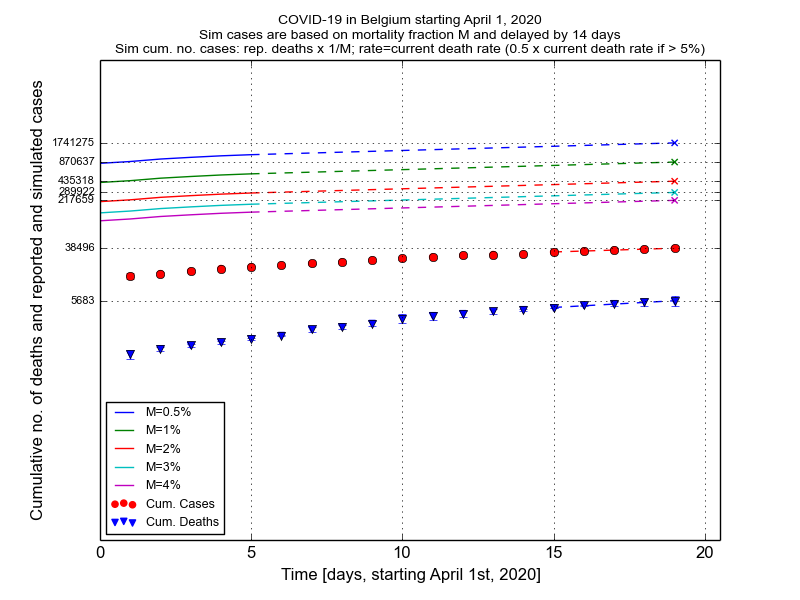 COVID-19 in Belgium starting April 1, 2020
Sim cases are based on mortality fraction M and delayed by 14 days
Sim cum. no. cases: rep. deaths x 1/M; rate=current death rate (0.5 x current death rate if > 5%)
Cumulative no. of deaths and reported and simulated cases
1741275
870637
435318
289922
217659
38496
5683
M=0.5%
M=1%
M=2%
M=3%
M=4%
Cum. Cases
Cum. Deaths
0 5 10 15 20
Time [days, starting April 1st, 2020]